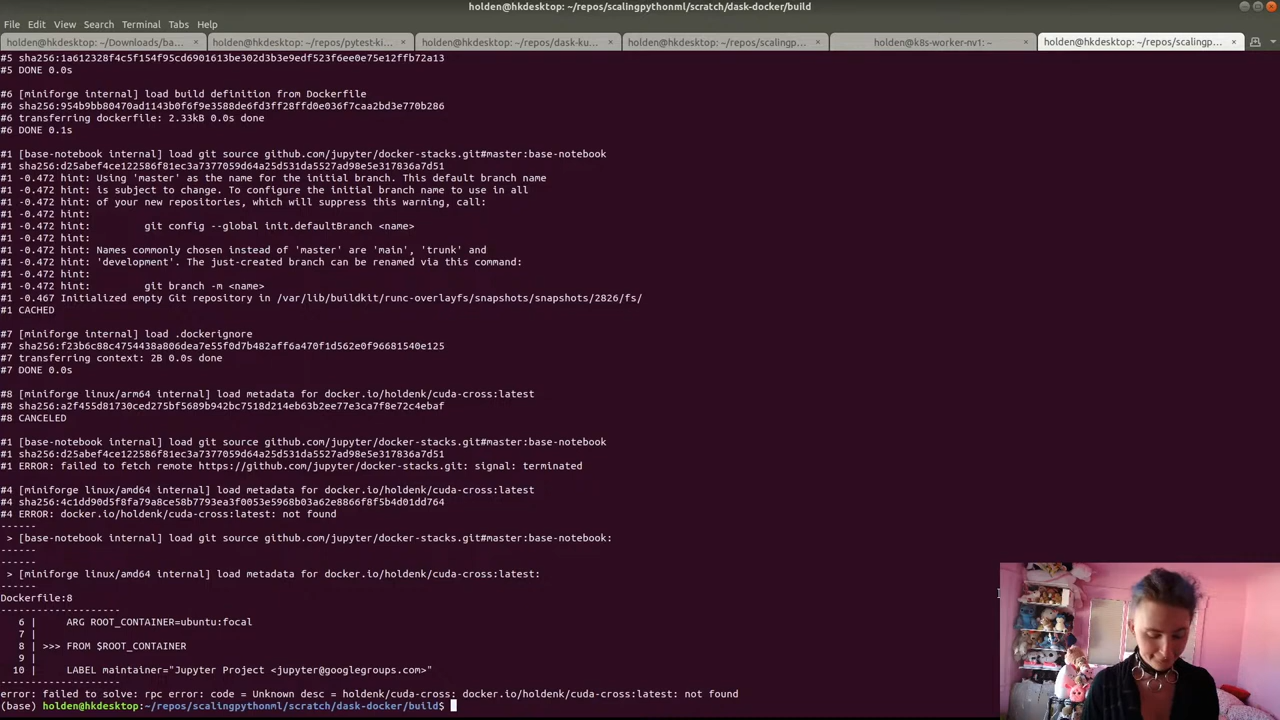 holden@hkdesktop: ~/repos/scalingpythonml/scratch/dask-docker/build
File Edit View Search Terminal Tabs Help
holden@hkdesktop: ~/Downloads/ba... × holden@hkdesktop: ~/repos/pytest-ki... × holden@hkdesktop: ~/repos/dask-ku... × holden@hkdesktop: ~/repos/scalingp... × holden@k8s-worker-nv1: ~ × holden@hkdesktop: ~/repos/scalingp... ×
#5 sha256:1a612328f4c5f154f95cd6901613be302d3b3e9edf523f6ee0e75e12ffb72a13
#5 DONE 0.0s
#6 [miniforge internal] load build definition from Dockerfile
#6 sha256:954b9bb80470ad1143b0f6f9e3588de6fd3ff28ffd0e036f7caa2bd3e770b286
#6 transferring dockerfile: 2.33kB 0.0s done
#6 DONE 0.1s
#1 [base-notebook internal] load git source github.com/jupyter/docker-stacks.git#master:base-notebook
#1 sha256:d25abef4ce122586f81ec3a7377059d64a25d531da5527ad98e5e317836a7d51
#1 -0.472 hint: Using 'master' as the name for the initial branch. This default branch name
#1 -0.472 hint: is subject to change. To configure the initial branch name to use in all
#1 -0.472 hint: of your new repositories, which will suppress this warning, call:
#1 -0.472 hint:
#1 -0.472 hint: git config --global init.defaultBranch <name>
#1 -0.472 hint:
#1 -0.472 hint: Names commonly chosen instead of 'master' are 'main', 'trunk' and
#1 -0.472 hint: 'development'. The just-created branch can be renamed via this command:
#1 -0.472 hint:
#1 -0.472 hint: git branch -m <name>
#1 -0.467 Initialized empty Git repository in /var/lib/buildkit/runc-overlayfs/snapshots/snapshots/2826/fs/
#1 CACHED
#7 [miniforge internal] load .dockerignore
#7 sha256:f23b6c88c4754438a806dea7e55f0d7b482aff6a470f1d562e0f96681540e125
#7 transferring context: 2B 0.0s done
#7 DONE 0.0s
#8 [miniforge linux/arm64 internal] load metadata for docker.io/holdenk/cuda-cross:latest
#8 sha256:a2f455d81730ced275bf5689b942bc7518d214eb63b2ee77e3ca7f8e72c4ebaf
#8 CANCELED
#1 [base-notebook internal] load git source github.com/jupyter/docker-stacks.git#master:base-notebook
#1 sha256:d25abef4ce122586f81ec3a7377059d64a25d531da5527ad98e5e317836a7d51
#1 ERROR: failed to fetch remote https://github.com/jupyter/docker-stacks.git: signal: terminated
#4 [miniforge linux/amd64 internal] load metadata for docker.io/holdenk/cuda-cross:latest
#4 sha256:4c1dd90d5f8fa79a8ce58b7793ea3f0053e5968b03a62e8866f8f5b4d01dd764
#4 ERROR: docker.io/holdenk/cuda-cross:latest: not found
------
> [base-notebook internal] load git source github.com/jupyter/docker-stacks.git#master:base-notebook:
------
------
> [miniforge linux/amd64 internal] load metadata for docker.io/holdenk/cuda-cross:latest:
------
Dockerfile:8
--------------------
6 | ARG ROOT_CONTAINER=ubuntu:focal
7 |
8 | >>> FROM $ROOT_CONTAINER
9 |
10 | LABEL maintainer="Jupyter Project <jupyter@googlegroups.com>"
--------------------
error: failed to solve: rpc error: code = Unknown desc = holdenk/cuda-cross: docker.io/holdenk/cuda-cross:latest: not found
(base) holden@hkdesktop:~/repos/scalingpythonml/scratch/dask-docker/build$